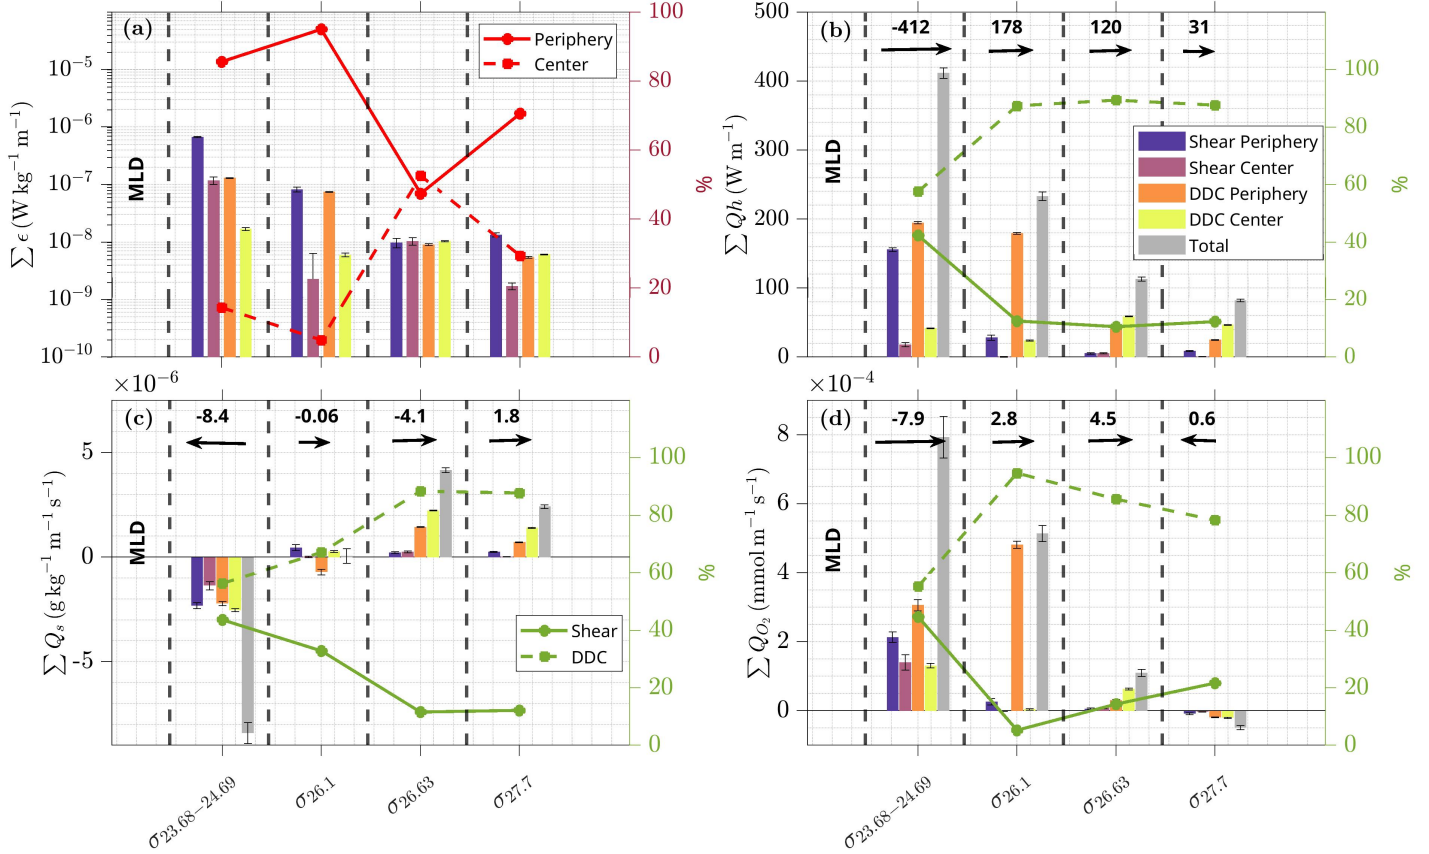 (a)
Periphery
Center
MLD
∑ ϵ (W kg⁻¹ m⁻¹)
10⁻⁵
10⁻⁶
10⁻⁷
10⁻⁸
10⁻⁹
10⁻¹⁰
100
80
60
40
20
0
%
(b)
-412 178 120 31
MLD
∑ Qh (W m⁻¹)
500
400
300
200
100
0
Shear Periphery
Shear Center
DDC Periphery
DDC Center
Total
100
80
60
40
20
0
%
×10⁻⁶
(c)
-8.4 -0.06 -4.1 1.8
MLD
∑ Qₛ (g kg⁻¹ m⁻¹ s⁻¹)
5
0
-5
Shear
DDC
100
80
60
40
20
0
%
σ23.68−24.69 σ26.1 σ26.63 σ27.7
×10⁻⁴
(d)
-7.9 2.8 4.5 0.6
MLD
∑ Q_O₂ (mmol m⁻¹ s⁻¹)
8
6
4
2
0
100
80
60
40
20
0
%
σ23.68−24.69 σ26.1 σ26.63 σ27.7